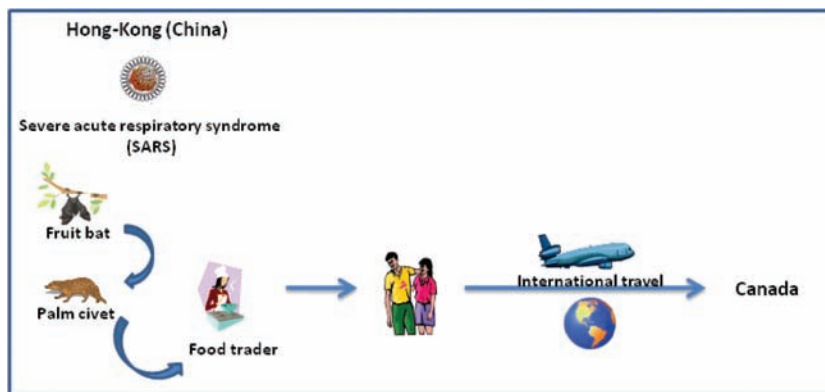 Hong-Kong (China)
Severe acute respiratory syndrome
(SARS)
Fruit bat
Palm civet
Food trader
International travel
Canada